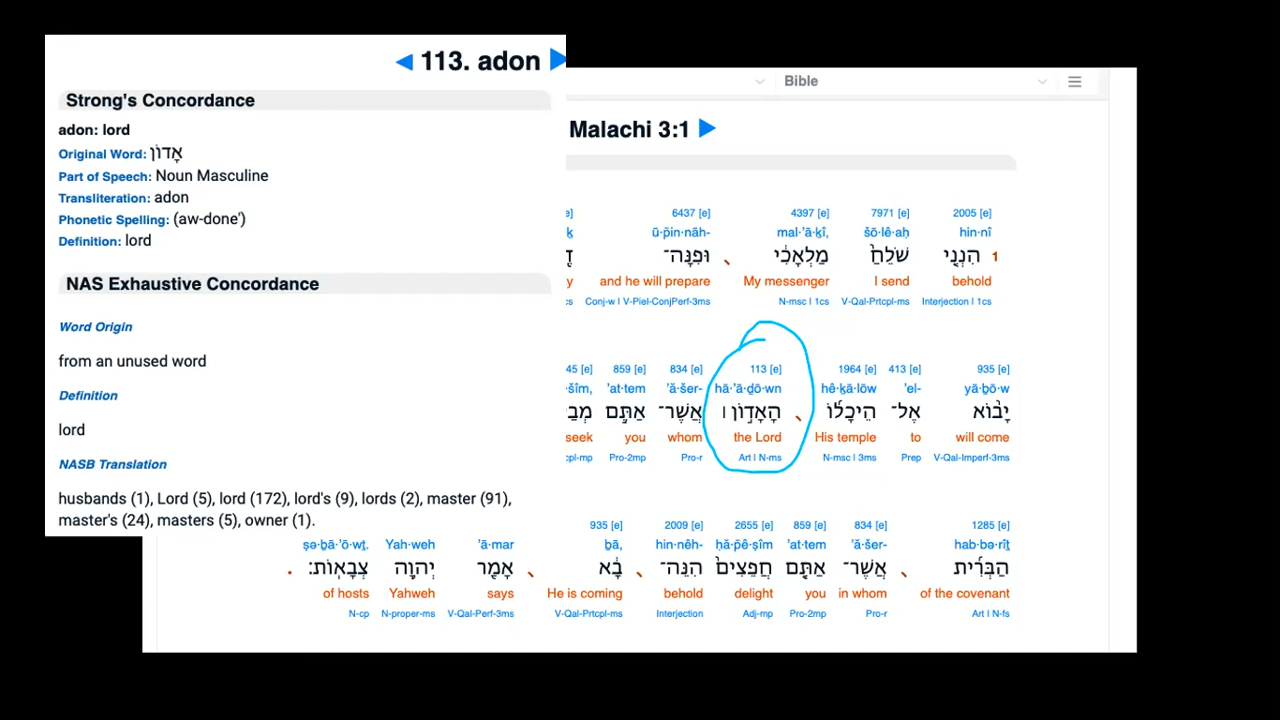 ◀ 113. adon ▶
Strong's Concordance
adon: lord
Original Word: אָדוֹן
Part of Speech: Noun Masculine
Transliteration: adon
Phonetic Spelling: (aw-done')
Definition: lord
NAS Exhaustive Concordance
Word Origin
from an unused word
Definition
lord
NASB Translation
husbands (1), Lord (5), lord (172), lord's (9), lords (2), master (91),
master's (24), masters (5), owner (1).
Bible
Malachi 3:1 ▶
6437 [e] 4397 [e] 7971 [e] 2005 [e]
ū·p̄in·nāh- mal·’ā·ḵî, šō·lê·aḥ hin·nî
1 הִנְנִ֤י שֹׁלֵחַ֙ מַלְאָכִ֔י ، וּפִנָּה־
and he will prepare My messenger I send behold
Conj-w | V-Piel-ConjPerf-3ms N-msc | 1cs V-Qal-Prtcpl-ms Interjection | 1cs
45 [e] 859 [e] 834 [e] 113 [e] 1964 [e] 413 [e] 935 [e]
šîm, ’at·tem ’ă·šer- hā·’ā·ḏō·wn hê·ḵā·lōw ’el- yā·ḇō·w
יָב֨וֹא אֶל־ הֵיכָל֜וֹ ، הָאָד֣וֹן ׀ אֲשֶׁר־ אַתֶּ֣ם מְבַ
seek you whom the Lord His temple to will come
cpl-mp Pro-2mp Pro-r Art | N-ms N-msc | 3ms Prep V-Qal-Imperf-3ms
935 [e] 2009 [e] 2655 [e] 859 [e] 834 [e] 1285 [e]
ṣə·ḇā·’ō·wṯ. Yah·weh ’ā·mar ḇā, hin·nêh- ḥă·p̄ê·ṣîm ’at·tem ’ă·šer- hab·bə·rîṯ
הַבְּרִ֜ית ، אֲשֶׁר־ אַתֶּ֤ם חֲפֵצִים֙ הִנֵּה־ ، בָ֔א ، אָמַ֖ר יְהוָ֥ה צְבָאֽוֹת׃ .
of hosts Yahweh says He is coming behold delight you in whom of the covenant
N-cp N-proper-ms V-Qal-Perf-3ms V-Qal-Prtcpl-ms Interjection Adj-mp Pro-2mp Pro-r Art | N-fs